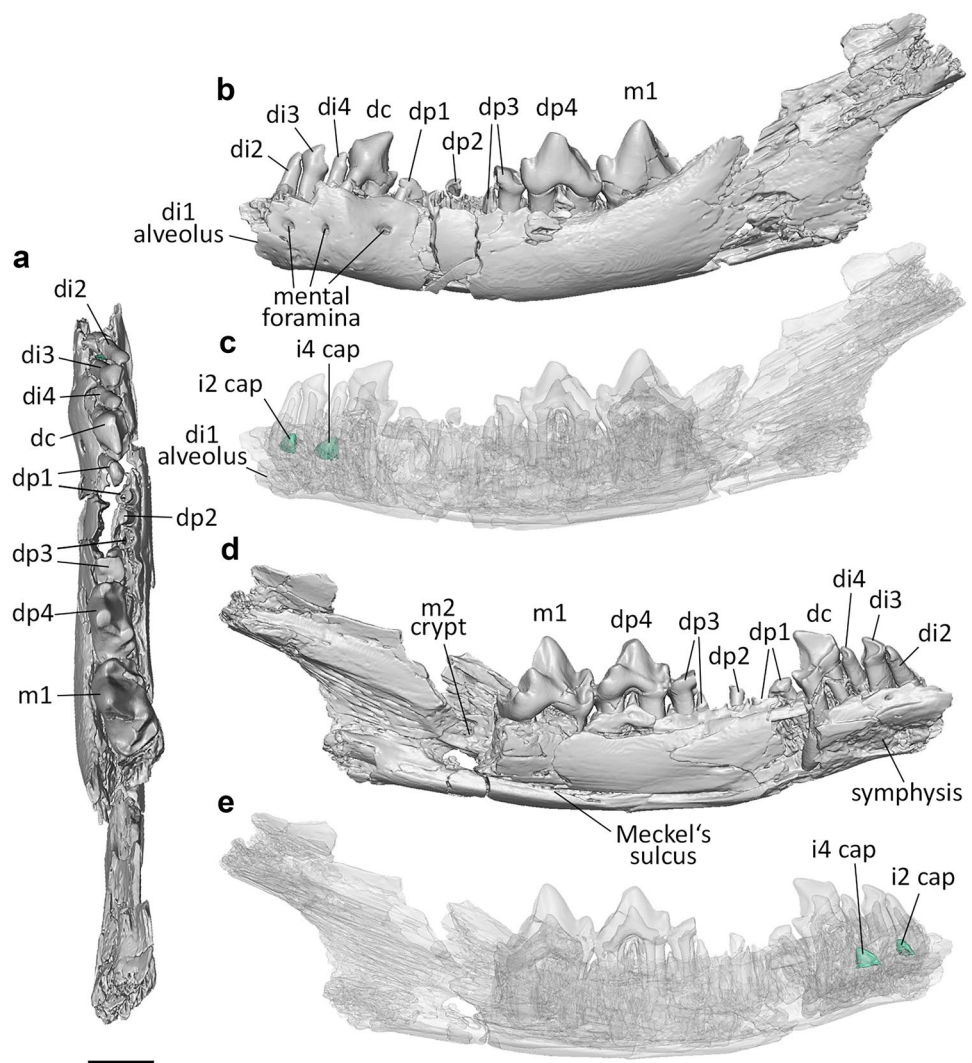 b
di2
di3
di4
dc
dp1
dp2
dp3
dp4
m1
di1
alveolus
mental
foramina
a
di2
di3
di4
dc
dp1
dp2
dp3
dp4
m1
c
i4 cap
i2 cap
di1
alveolus
d
m2
crypt
m1
dp4
dp3
dp2
dp1
dc
di4
di3
di2
symphysis
Meckel‘s
sulcus
e
i4 cap
i2 cap